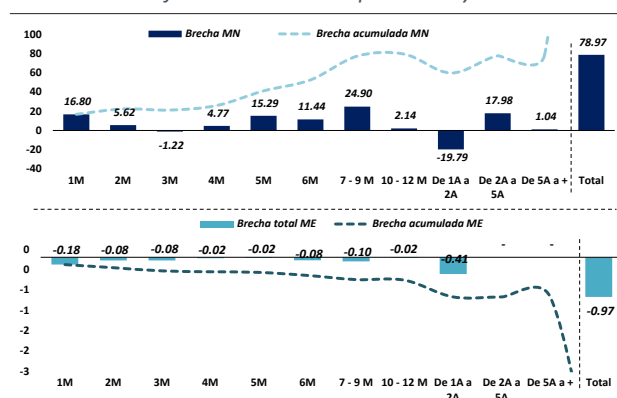 Brecha MN Brecha acumulada MN
100
80
60
40
20
0
-20
-40
16.80 5.62 -1.22 4.77 15.29 11.44 24.90 2.14 -19.79 17.98 1.04 78.97
1M 2M 3M 4M 5M 6M 7 - 9 M 10 - 12 M De 1A a 2A De 2A a 5A De 5A a + Total
Brecha total ME Brecha acumulada ME
0
0
-1
-1
-2
-2
-3
-0.18 -0.08 -0.08 -0.02 -0.02 -0.08 -0.10 -0.02 -0.41 - - -0.97
1M 2M 3M 4M 5M 6M 7 - 9 M 10 - 12 M De 1A a 2A De 2A a 5A De 5A a + Total